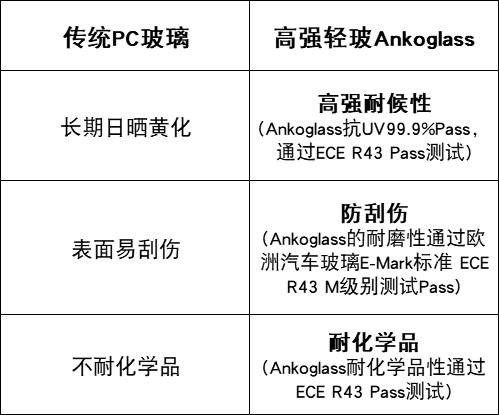 传统PC玻璃
高强轻玻Ankoglass
长期日晒黄化
高强耐候性
(Ankoglass抗UV99.9%Pass,
通过ECE R43 Pass测试)
表面易刮伤
防刮伤
(Ankoglass的耐磨性通过欧
洲汽车玻璃E-Mark标准 ECE
R43 M级别测试Pass)
不耐化学品
耐化学品
(Ankoglass耐化学品性通过
ECE R43 Pass测试)